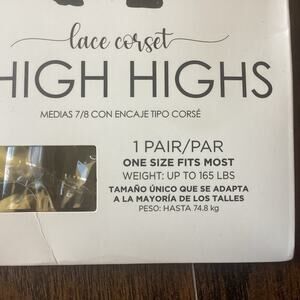 lace corset
HIGH HIGHS
MEDIAS 7/8 CON ENCAJE TIPO CORSÉ
1 PAIR/PAR
ONE SIZE FITS MOST
WEIGHT: UP TO 165 LBS
TAMAÑO ÚNICO QUE SE ADAPTA
A LA MAYORÍA DE LOS TALLES
PESO: HASTA 74.8 kg